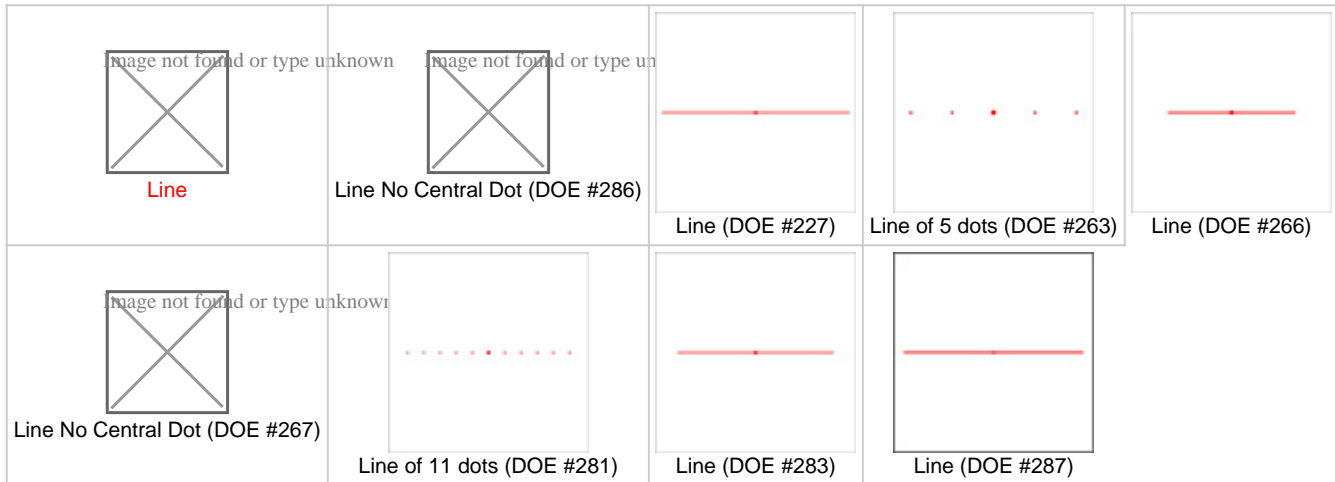 Image not found or type unknown
Line
Image not found or type un
Line No Central Dot (DOE #286)
Line (DOE #227)
Line of 5 dots (DOE #263)
Line (DOE #266)
Image not found or type unknown
Line No Central Dot (DOE #267)
Line of 11 dots (DOE #281)
Line (DOE #283)
Line (DOE #287)